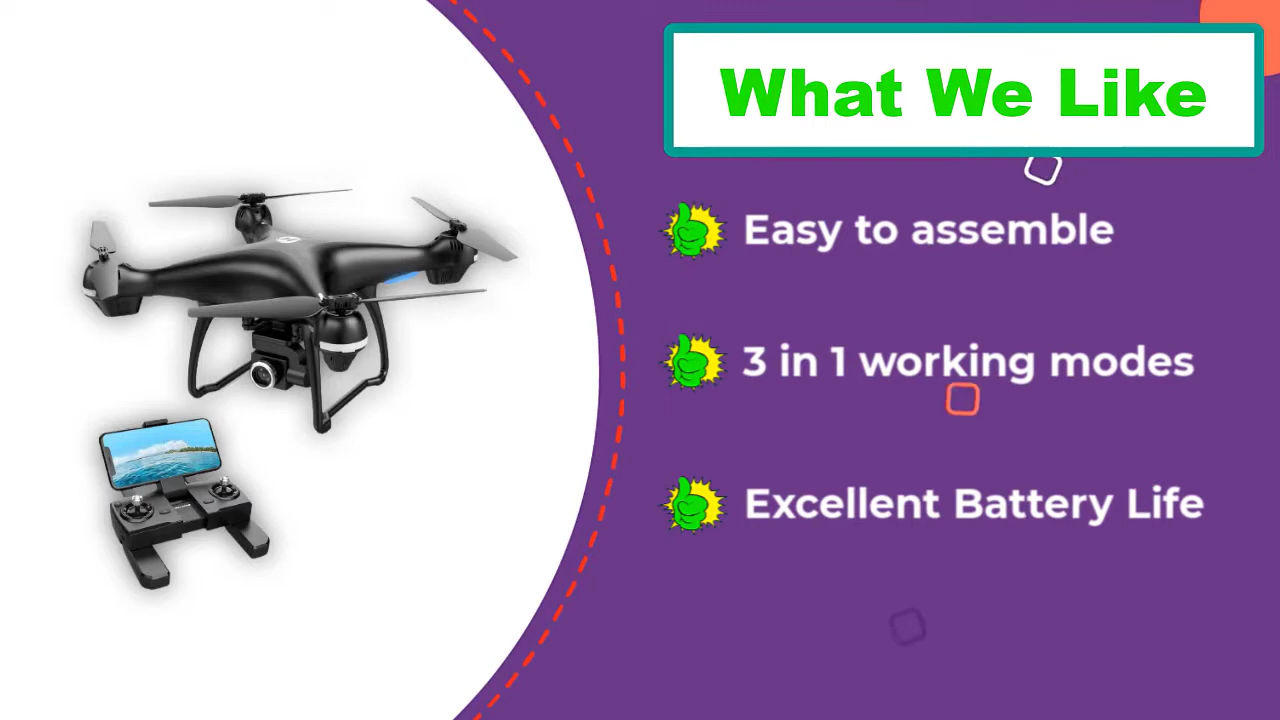 What We Like
Easy to assemble
3 in 1 working modes
Excellent Battery Life